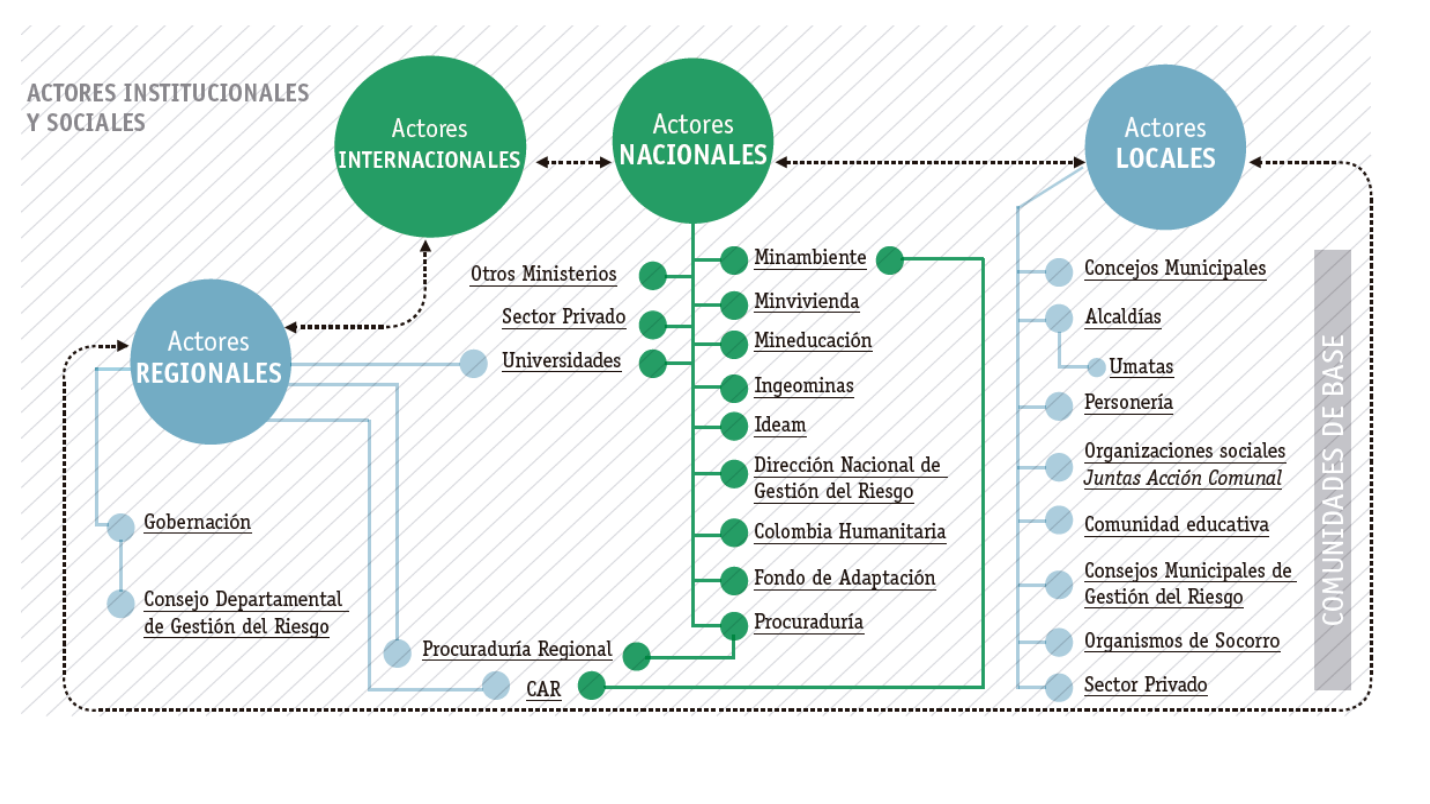 ACTORES INSTITUCIONALES
Y SOCIALES
Actores
INTERNACIONALES
Actores
NACIONALES
Actores
LOCALES
Actores
REGIONALES
Otros Ministerios
Sector Privado
Universidades
Minambiente
Minvivienda
Mineducación
Ingeominas
Ideam
Dirección Nacional de
Gestión del Riesgo
Colombia Humanitaria
Fondo de Adaptación
Procuraduría
Gobernación
Consejo Departamental
de Gestión del Riesgo
Procuraduría Regional
CAR
Concejos Municipales
Alcaldías
Umatas
Personería
Organizaciones sociales
Juntas Acción Comunal
Comunidad educativa
Consejos Municipales de
Gestión del Riesgo
Organismos de Socorro
Sector Privado
COMUNIDADES DE BASE